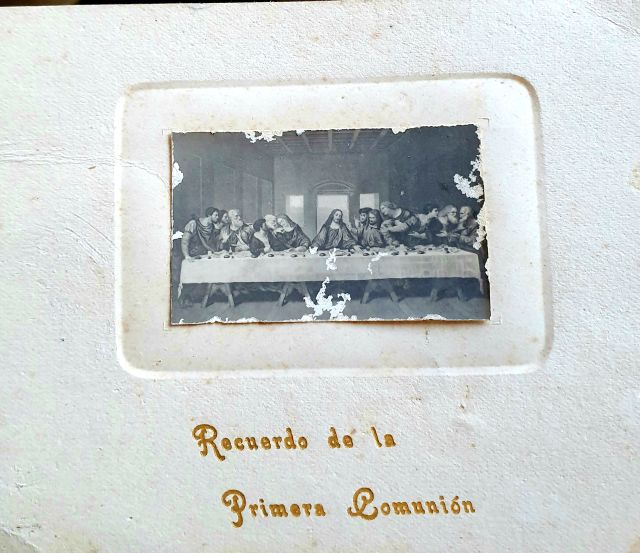 Recuerdo de la
Primera Comunión